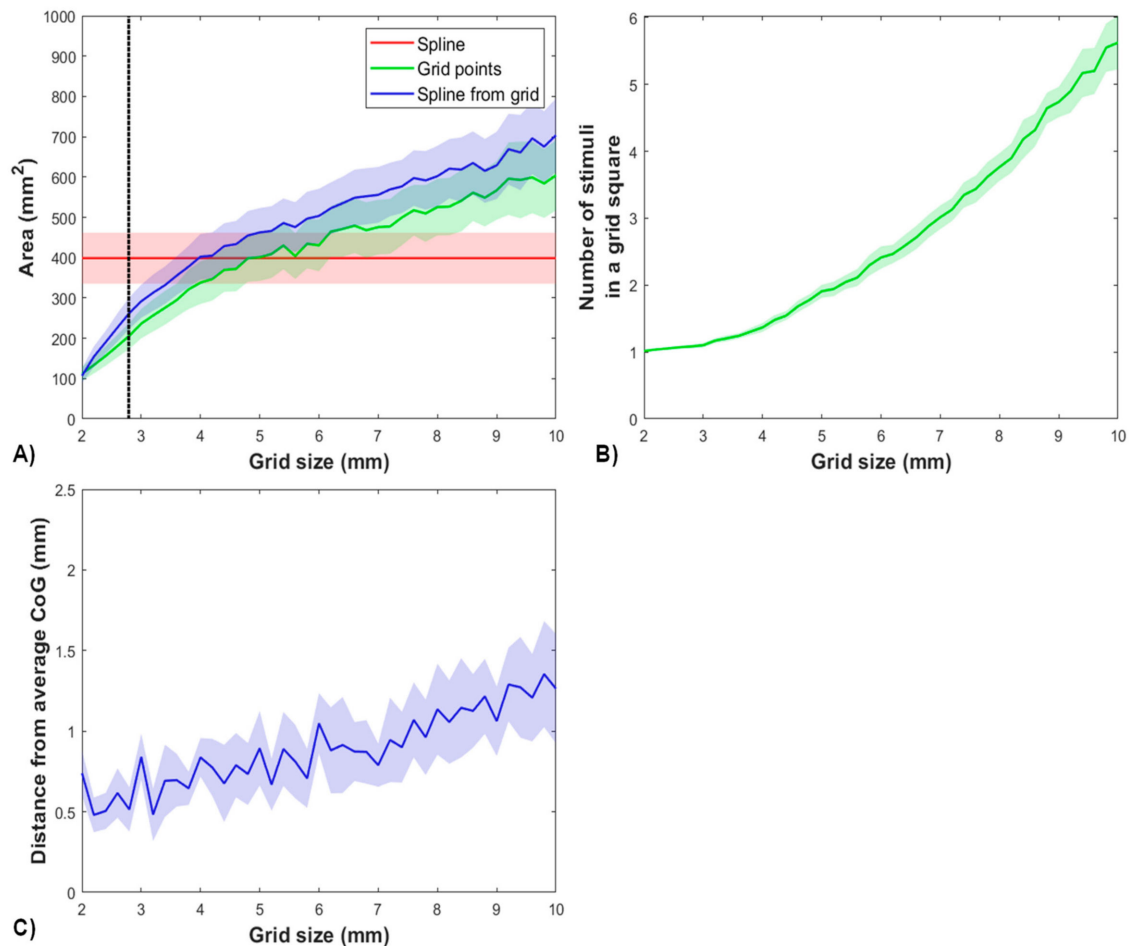 1000
900
800
700
600
500
400
300
200
100
0
Area (mm²)
Spline
Grid points
Spline from grid
2 3 4 5 6 7 8 9 10
Grid size (mm)
A)
6
5
4
3
2
1
0
Number of stimuli
in a grid square
2 3 4 5 6 7 8 9 10
Grid size (mm)
B)
2.5
2
1.5
1
0.5
0
Distance from average CoG (mm)
2 3 4 5 6 7 8 9 10
Grid size (mm)
C)